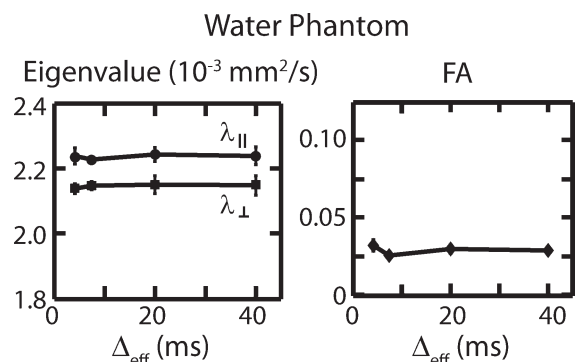 Water Phantom
Eigenvalue (10⁻³ mm²/s)
FA
2.4
2.2
2.0
1.8
λ||
λ⊥
0 20 40
Δeff (ms)
0.10
0.05
0
0 20 40
Δeff (ms)